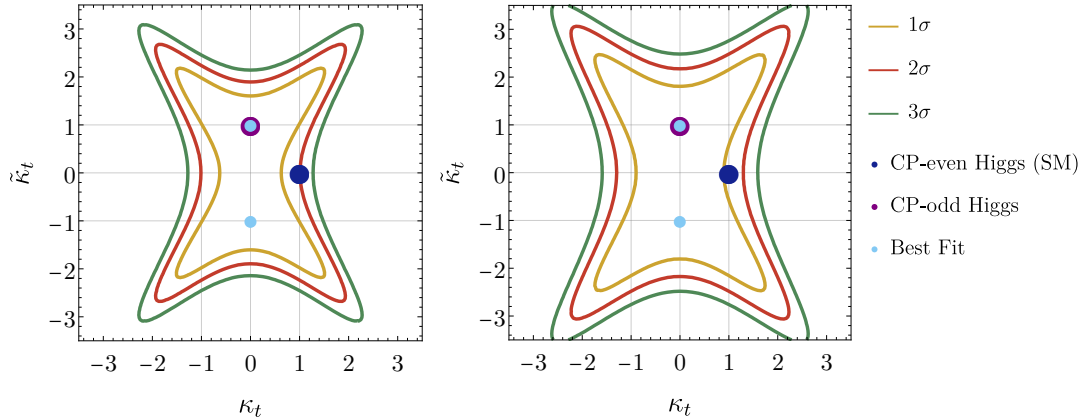 3
2
1
0
−1
−2
−3
κ̃t
−3 −2 −1 0 1 2 3
κt
3
2
1
0
−1
−2
−3
κ̃t
−3 −2 −1 0 1 2 3
κt
1σ
2σ
3σ
CP-even Higgs (SM)
CP-odd Higgs
Best Fit